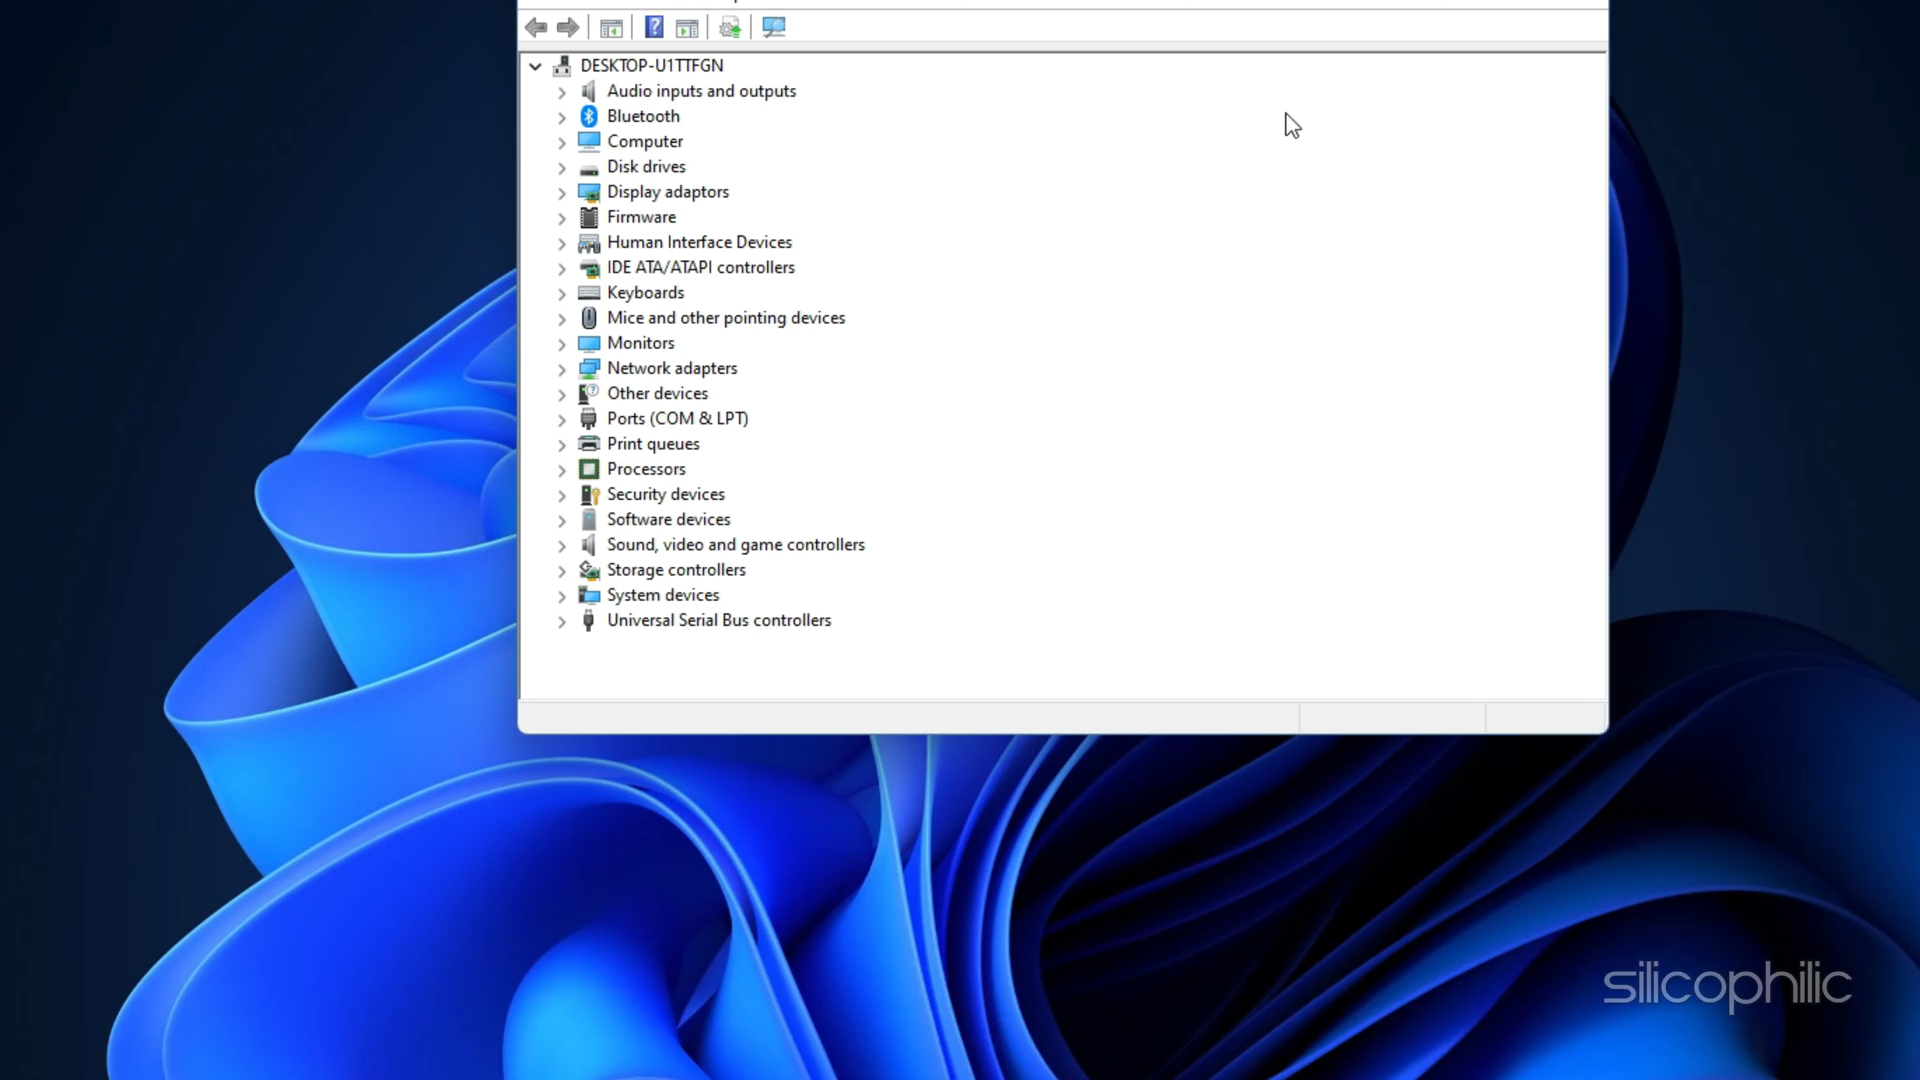 DESKTOP-U1TTFGN
Audio inputs and outputs
Bluetooth
Computer
Disk drives
Display adaptors
Firmware
Human Interface Devices
IDE ATA/ATAPI controllers
Keyboards
Mice and other pointing devices
Monitors
Network adapters
Other devices
Ports (COM & LPT)
Print queues
Processors
Security devices
Software devices
Sound, video and game controllers
Storage controllers
System devices
Universal Serial Bus controllers
silicophilic